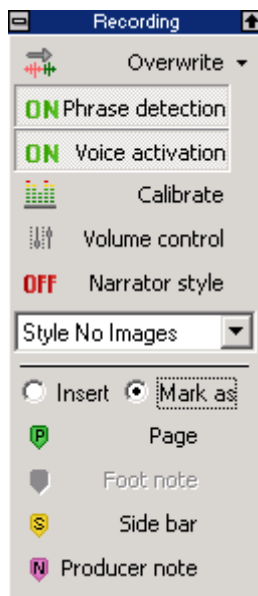 Recording
Overwrite
ON Phrase detection
ON Voice activation
Calibrate
Volume control
OFF Narrator style
Style No Images
Insert Mark as
P Page
Foot note
S Side bar
N Producer note